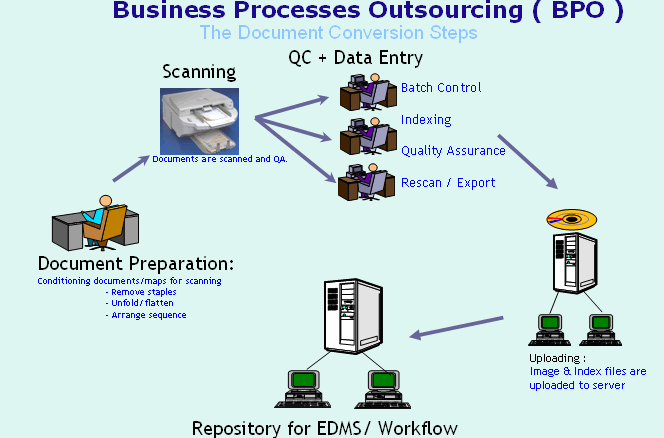 Business Processes Outsourcing ( BPO )
The Document Conversion Steps
QC + Data Entry
Scanning
Batch Control
Indexing
Quality Assurance
Rescan / Export
Documents are scanned and QA.
Document Preparation:
Conditioning documents/maps for scanning
- Remove staples
- Unfold/flatten
- Arrange sequence
Uploading :
Image & Index files are
uploaded to server
Repository for EDMS/ Workflow